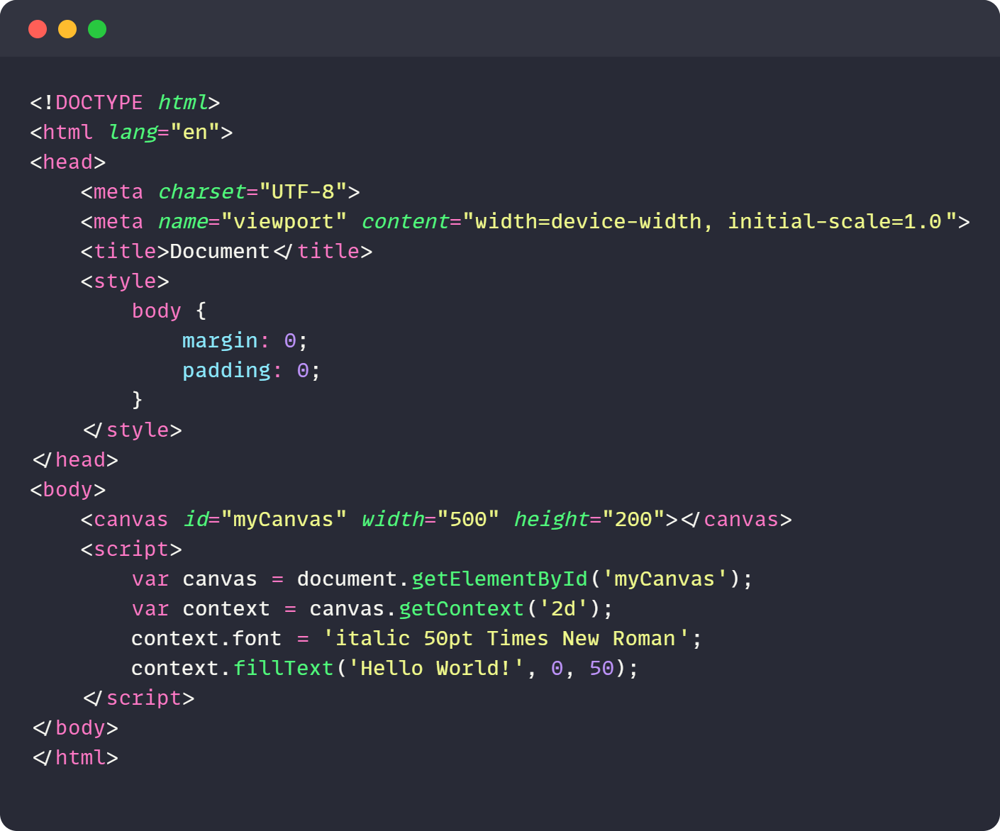 <!DOCTYPE html>
<html lang="en">
<head>
    <meta charset="UTF-8">
    <meta name="viewport" content="width=device-width, initial-scale=1.0">
    <title>Document</title>
    <style>
        body {
            margin: 0;
            padding: 0;
        }
    </style>
</head>
<body>
    <canvas id="myCanvas" width="500" height="200"></canvas>
    <script>
        var canvas = document.getElementById('myCanvas');
        var context = canvas.getContext('2d');
        context.font = 'italic 50pt Times New Roman';
        context.fillText('Hello World!', 0, 50);
    </script>
</body>
</html>